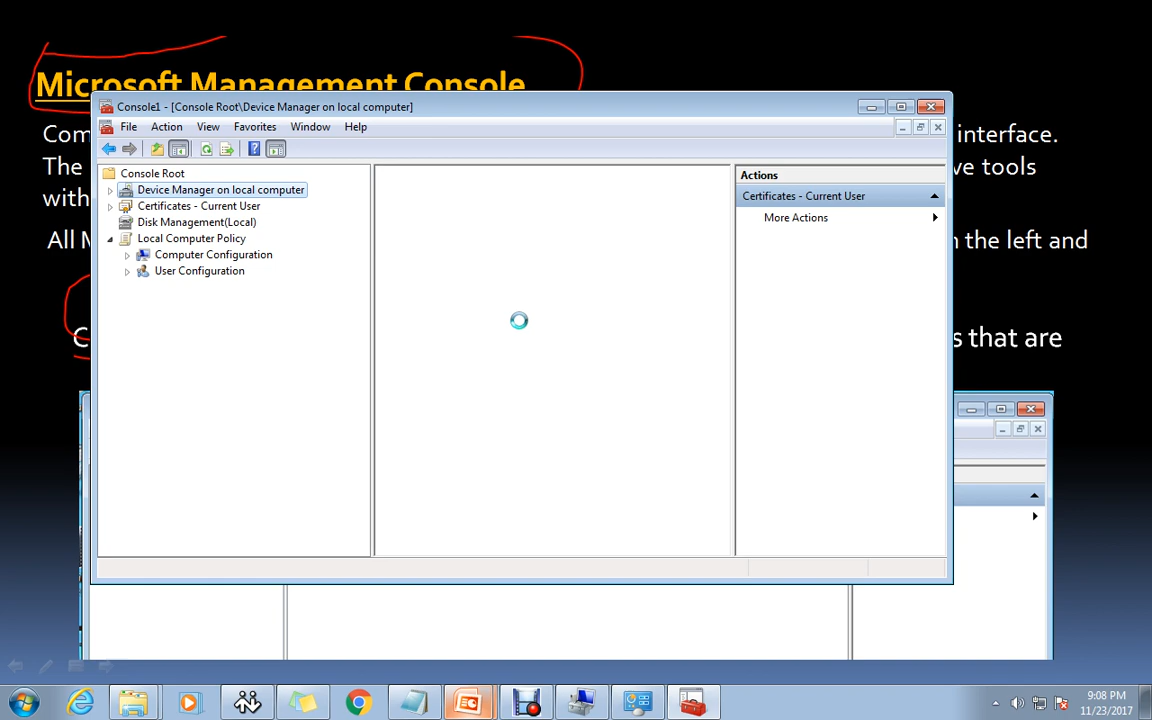 Microsoft Management Console
Com
interface.
The
ve tools
with
All M
n the left and
s that are
Console1 - [Console Root\Device Manager on local computer]
File Action View Favorites Window Help
Console Root
Device Manager on local computer
Certificates - Current User
Disk Management(Local)
Local Computer Policy
Computer Configuration
User Configuration
Actions
Certificates - Current User
More Actions
9:08 PM
11/23/2017